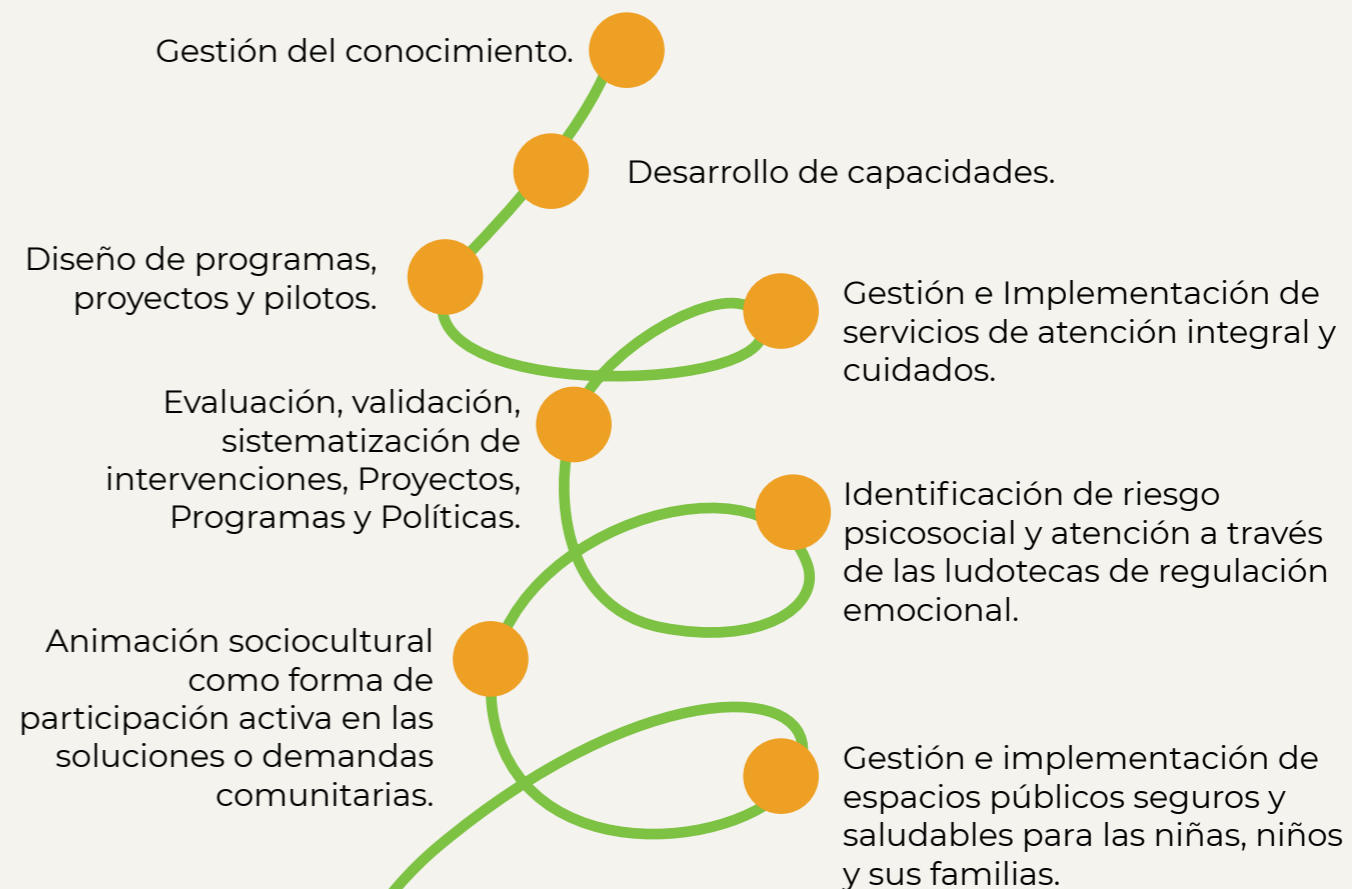 Gestión del conocimiento.
Desarrollo de capacidades.
Diseño de programas,
proyectos y pilotos.
Gestión e Implementación de
servicios de atención integral y
cuidados.
Evaluación, validación,
sistematización de
intervenciones, Proyectos,
Programas y Políticas.
Identificación de riesgo
psicosocial y atención a través
de las ludotecas de regulación
emocional.
Animación sociocultural
como forma de
participación activa en las
soluciones o demandas
comunitarias.
Gestión e implementación de
espacios públicos seguros y
saludables para las niñas, niños
y sus familias.